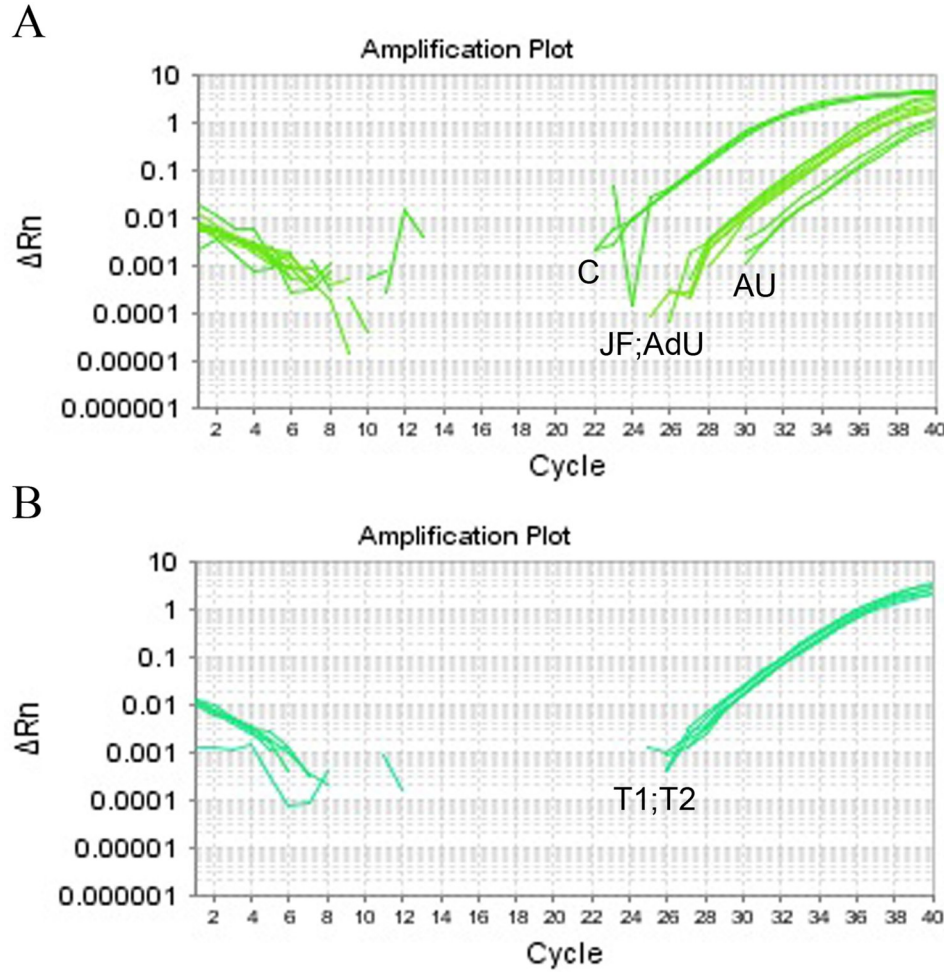 A
Amplification Plot
10
1
0.1
0.01
0.001
0.0001
0.00001
0.000001
ΔRn
C
JF;AdU
AU
2 4 6 8 10 12 14 16 18 20 22 24 26 28 30 32 34 36 38 40
Cycle
B
Amplification Plot
10
1
0.1
0.01
0.001
0.0001
0.00001
0.000001
ΔRn
T1;T2
2 4 6 8 10 12 14 16 18 20 22 24 26 28 30 32 34 36 38 40
Cycle